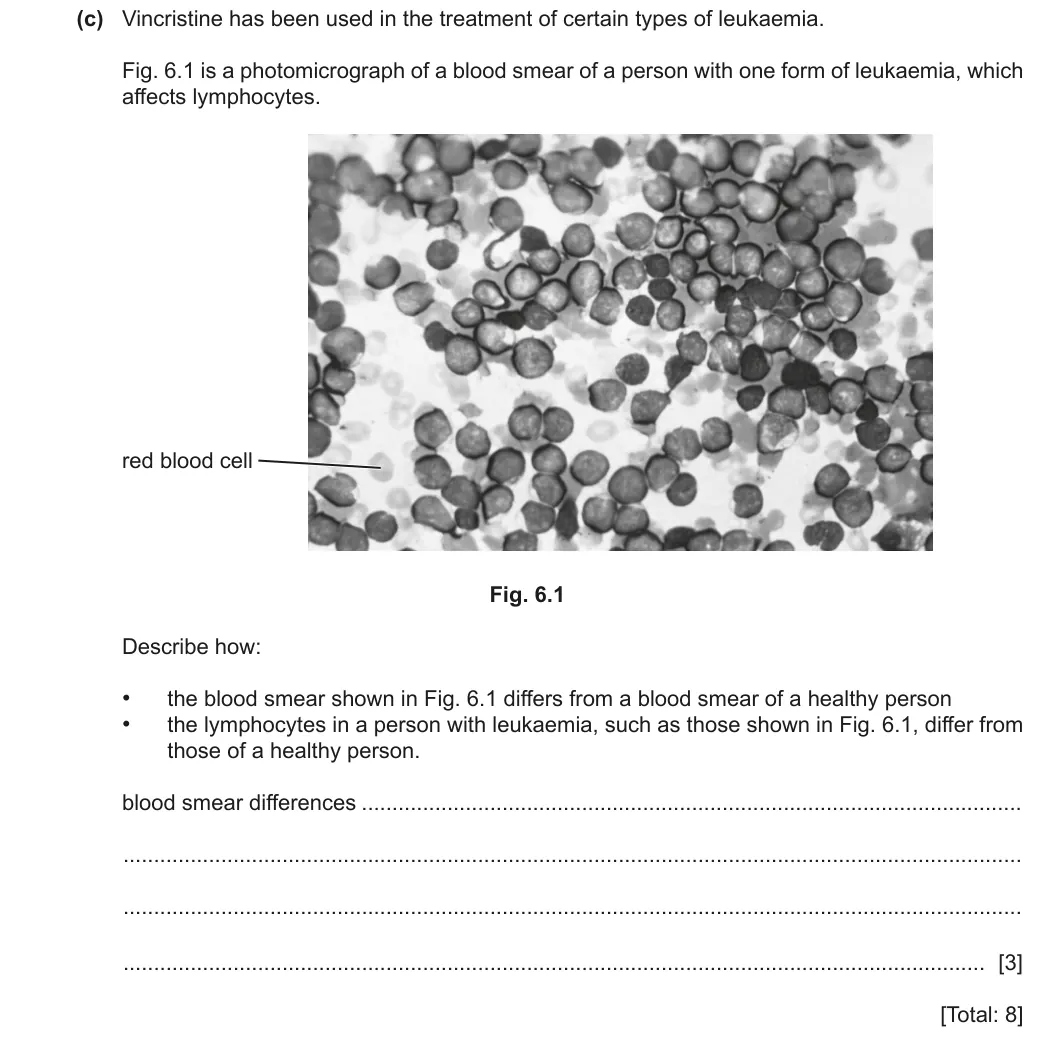 (c) Vincristine has been used in the treatment of certain types of leukaemia.
Fig. 6.1 is a photomicrograph of a blood smear of a person with one form of leukaemia, which
affects lymphocytes.
red blood cell
Fig. 6.1
Describe how:
• the blood smear shown in Fig. 6.1 differs from a blood smear of a healthy person
• the lymphocytes in a person with leukaemia, such as those shown in Fig. 6.1, differ from
those of a healthy person.
blood smear differences ..............................................................................................................
......................................................................................................................................................
......................................................................................................................................................
................................................................................................................................................ [3]
[Total: 8]